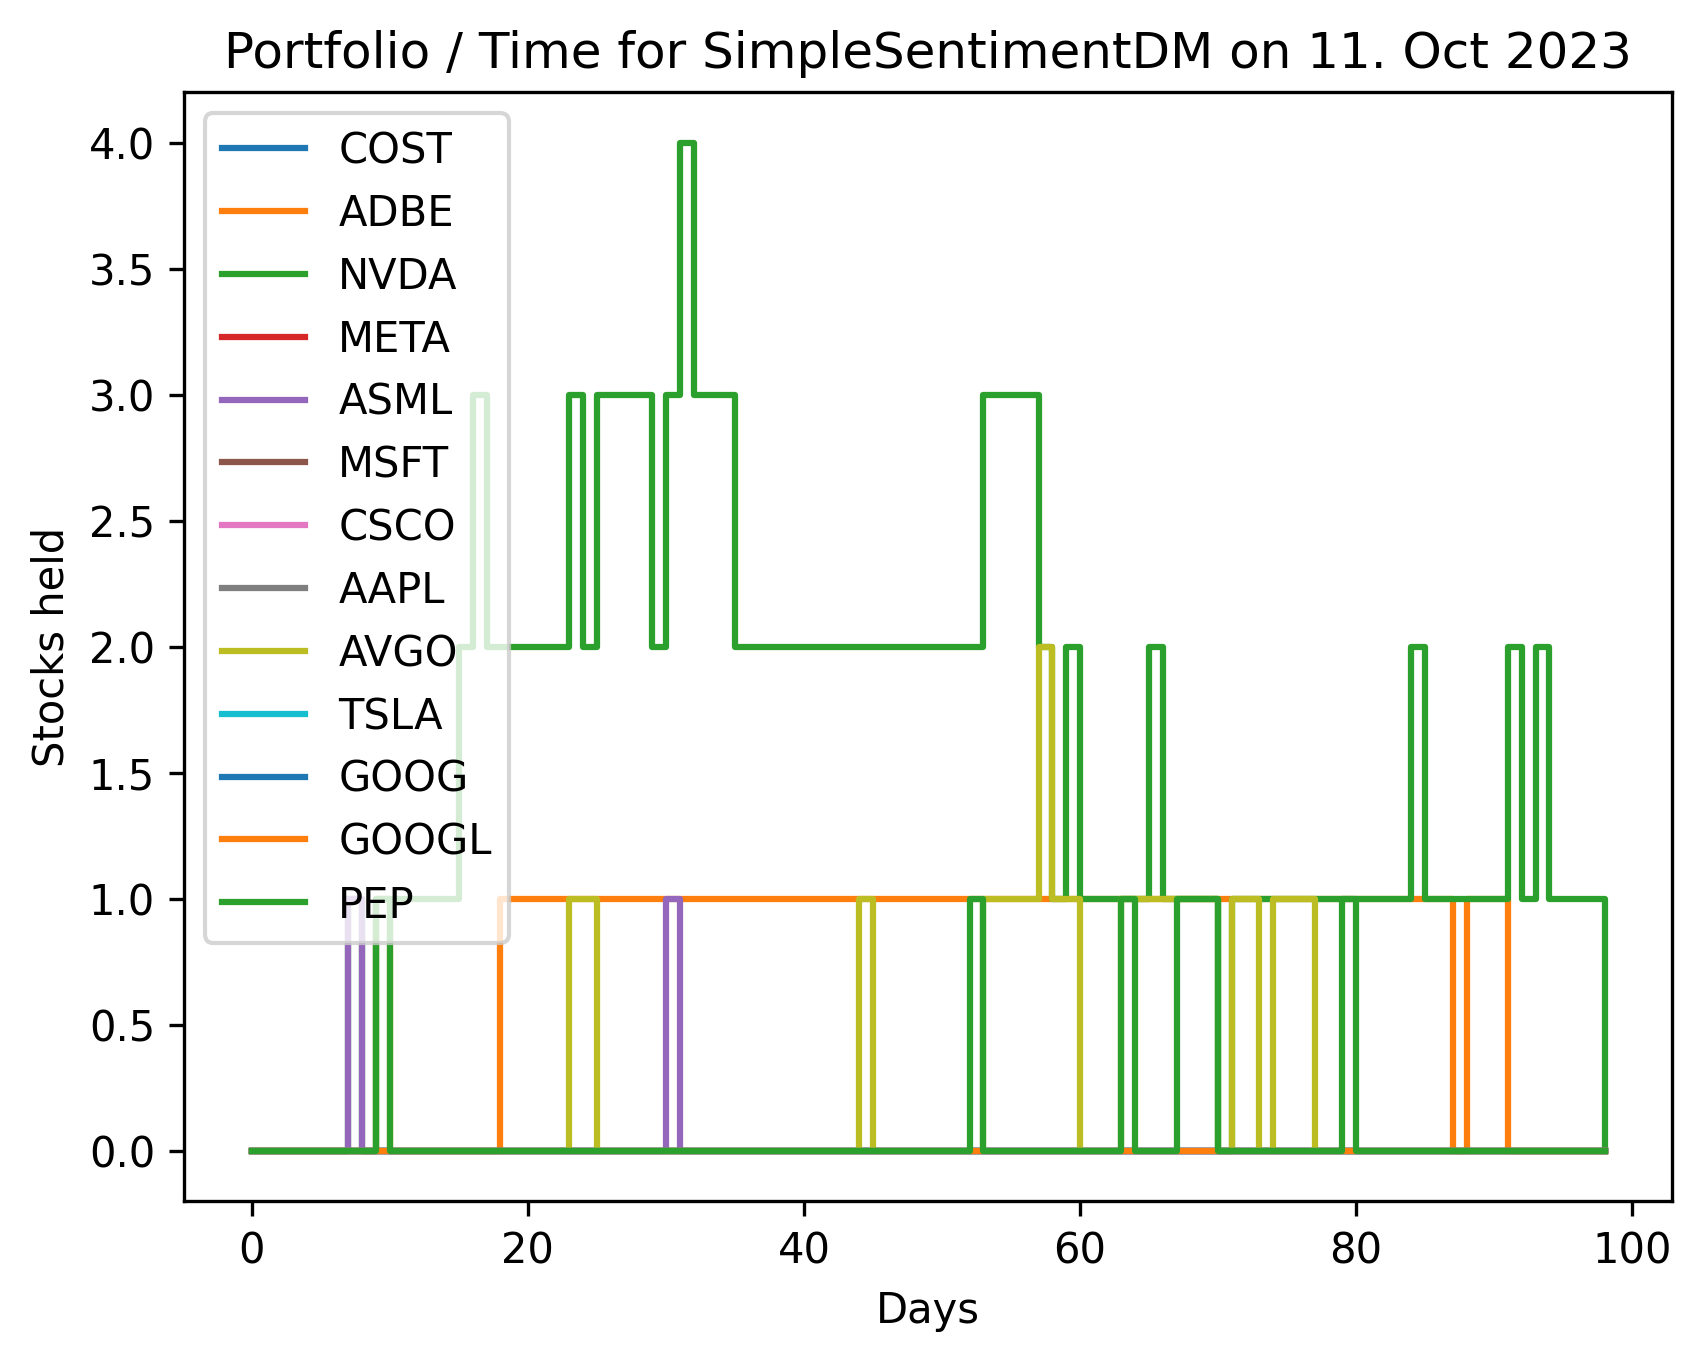 Portfolio / Time for SimpleSentimentDM on 11. Oct 2023
COST
ADBE
NVDA
META
ASML
MSFT
CSCO
AAPL
AVGO
TSLA
GOOG
GOOGL
PEP
Stocks held
4.0
3.5
3.0
2.5
2.0
1.5
1.0
0.5
0.0
0 20 40 60 80 100
Days